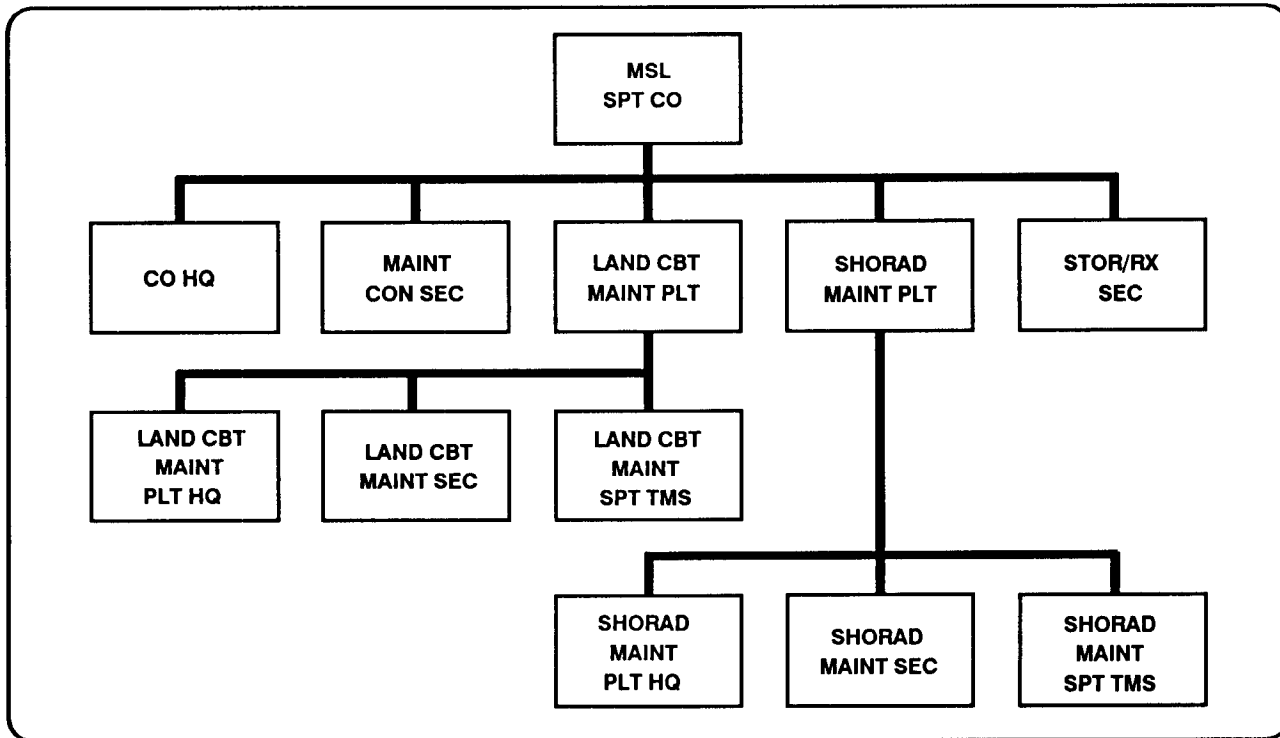 MSL
SPT CO
CO HQ
MAINT
CON SEC
LAND CBT
MAINT PLT
SHORAD
MAINT PLT
STOR/RX
SEC
LAND CBT
MAINT
PLT HQ
LAND CBT
MAINT SEC
LAND CBT
MAINT
SPT TMS
SHORAD
MAINT
PLT HQ
SHORAD
MAINT SEC
SHORAD
MAINT
SPT TMS